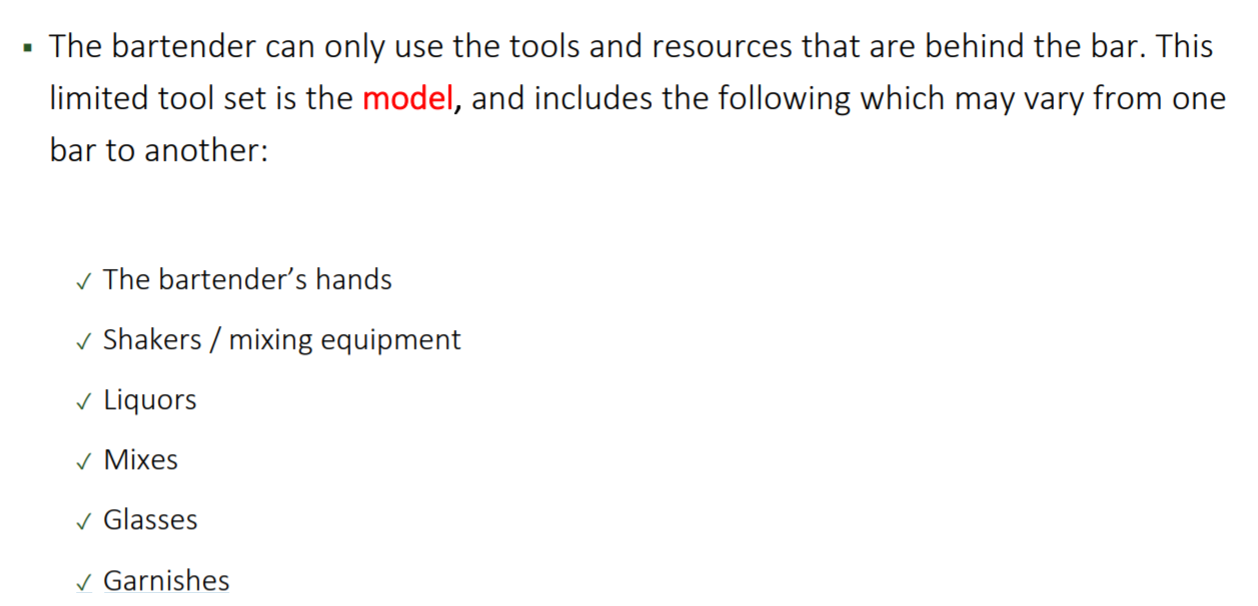 ▪ The bartender can only use the tools and resources that are behind the bar. This
limited tool set is the model, and includes the following which may vary from one
bar to another:
✓ The bartender’s hands
✓ Shakers / mixing equipment
✓ Liquors
✓ Mixes
✓ Glasses
✓ Garnishes